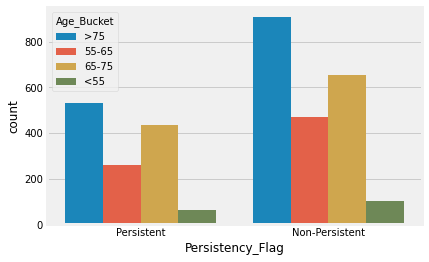 Age_Bucket
>75
55-65
65-75
<55
count
800
600
400
200
0
Persistent
Non-Persistent
Persistency_Flag